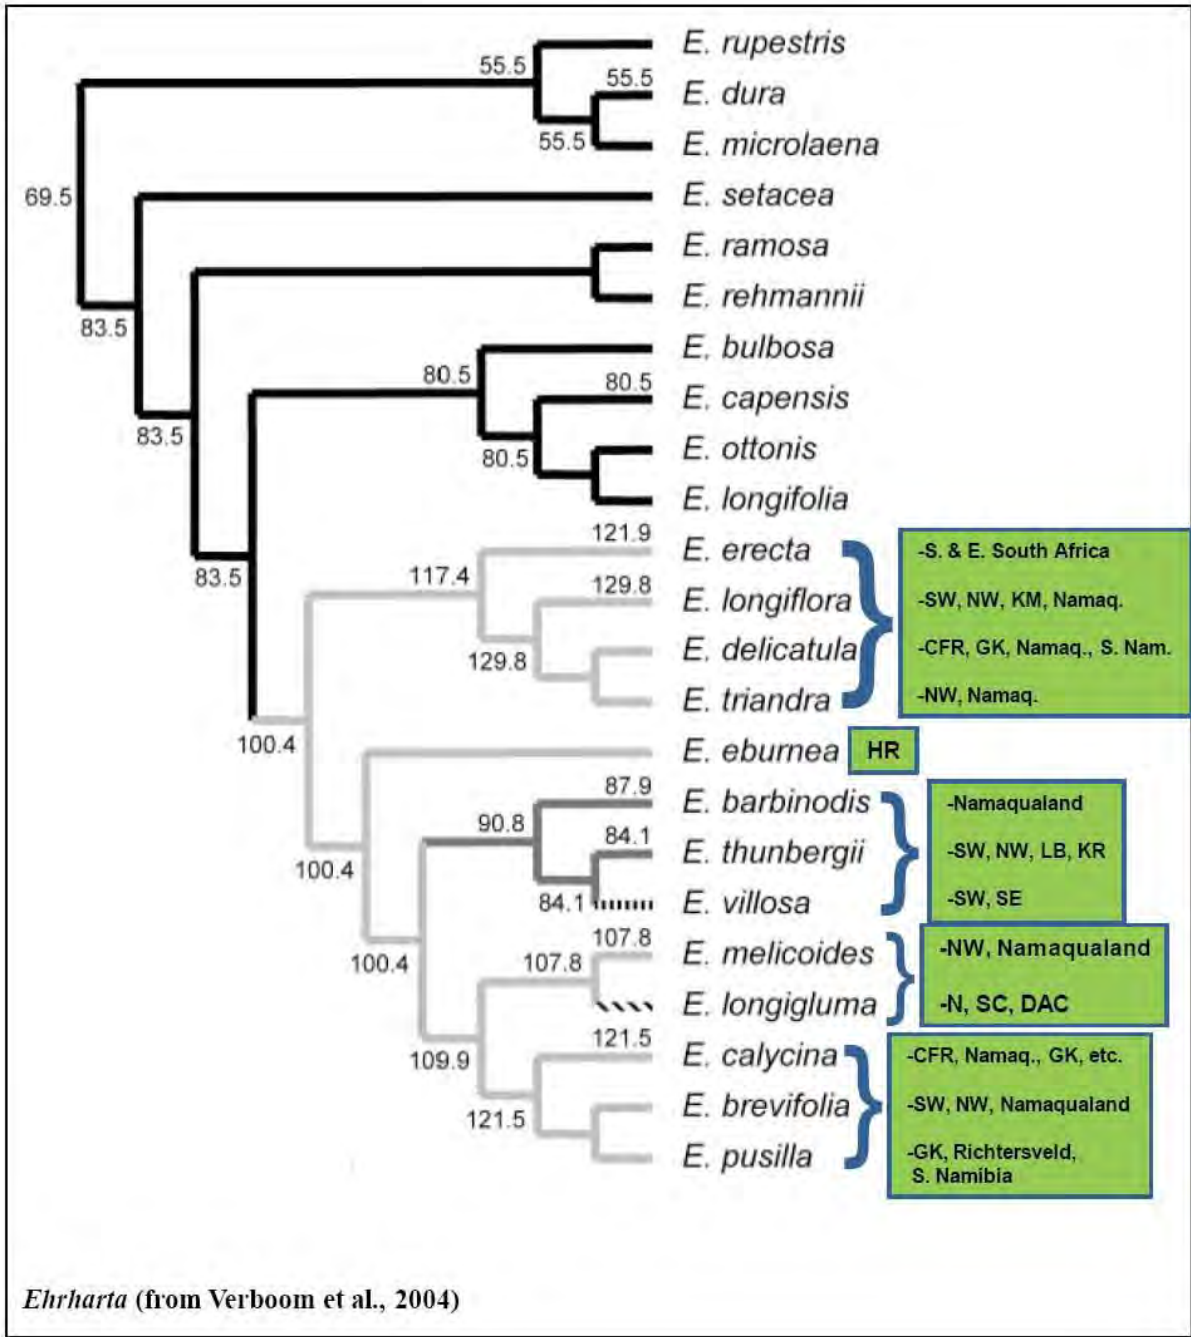 55.5
E. rupestris
55.5
E. dura
55.5
E. microlaena
69.5
E. setacea
E. ramosa
83.5
E. rehmannii
E. bulbosa
80.5
80.5
E. capensis
83.5
80.5
E. ottonis
E. longifolia
121.9
E. erecta
-S. & E. South Africa
83.5
117.4
129.8
E. longiflora
-SW, NW, KM, Namaq.
129.8
E. delicatula
-CFR, GK, Namaq., S. Nam.
E. triandra
-NW, Namaq.
100.4
E. eburnea
HR
87.9
E. barbinodis
-Namaqualand
90.8
84.1
E. thunbergii
-SW, NW, LB, KR
100.4
84.1
E. villosa
-SW, SE
107.8
E. melicoides
-NW, Namaqualand
100.4
107.8
E. longigluma
-N, SC, DAC
121.5
E. calycina
-CFR, Namaq., GK, etc.
109.9
E. brevifolia
-SW, NW, Namaqualand
121.5
E. pusilla
-GK, Richtersveld,
S. Namibia
Ehrharta (from Verboom et al., 2004)